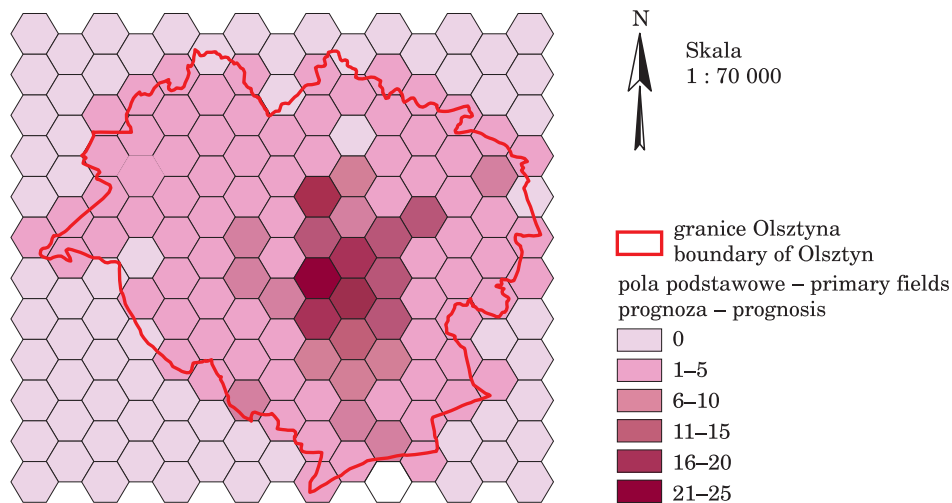 N
Skala
1 : 70 000
granice Olsztyna
boundary of Olsztyn
pola podstawowe – primary fields
prognoza – prognosis
0
1–5
6–10
11–15
16–20
21–25